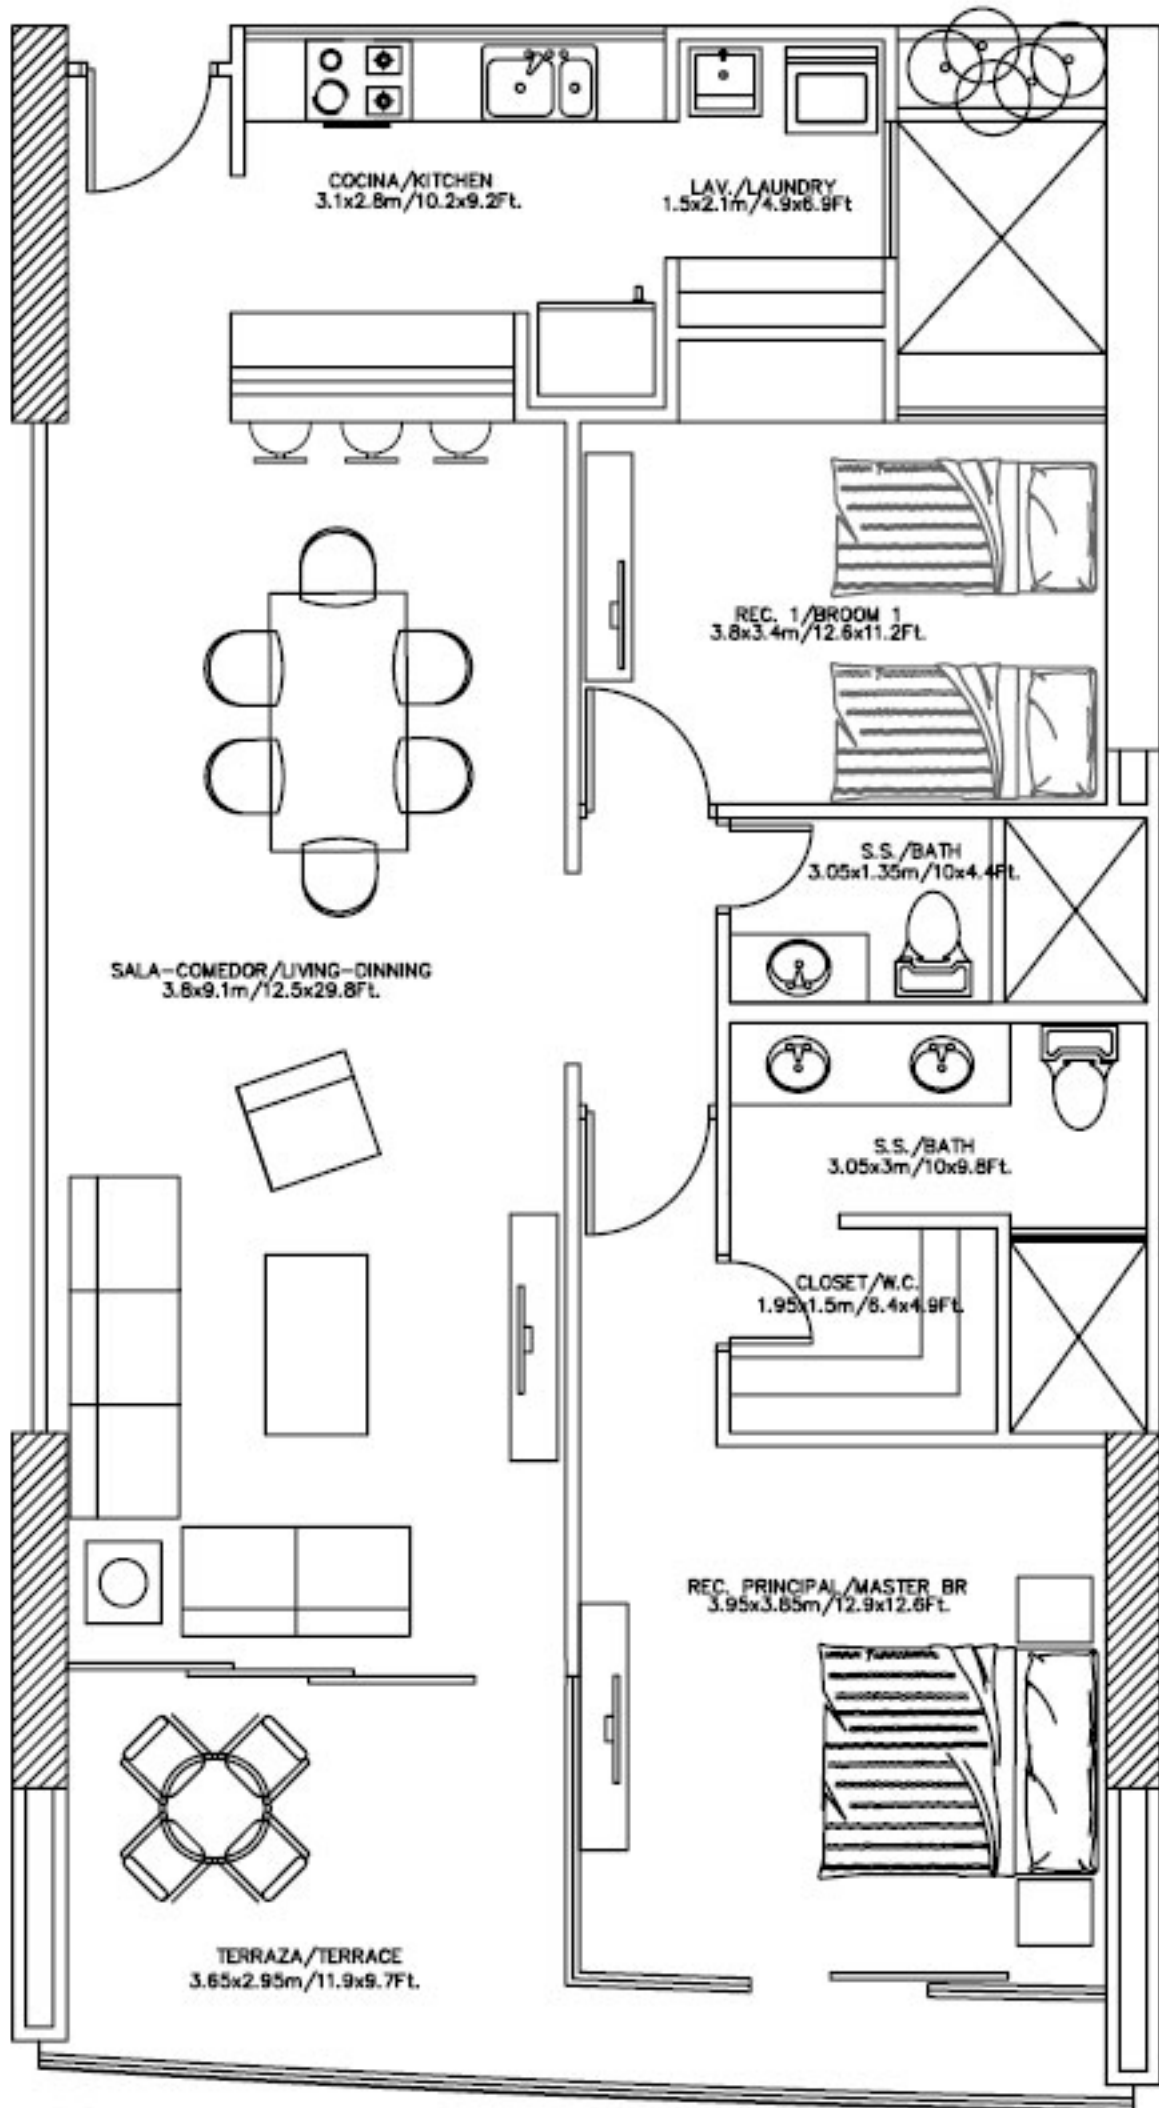 COCINA/KITCHEN
3.1x2.8m/10.2x9.2Ft.
LAV./LAUNDRY
1.5x2.1m/4.9x6.9Ft
REC. 1/BROOM 1
3.8x3.4m/12.6x11.2Ft.
S.S./BATH
3.05x1.35m/10x4.4Ft.
SALA-COMEDOR/LIVING-DINNING
3.8x9.1m/12.5x29.8Ft.
S.S./BATH
3.05x3m/10x9.8Ft.
CLOSET/W.C.
1.95x1.5m/6.4x4.9Ft.
REC. PRINCIPAL/MASTER BR
3.95x3.85m/12.9x12.6Ft.
TERRAZA/TERRACE
3.65x2.95m/11.9x9.7Ft.